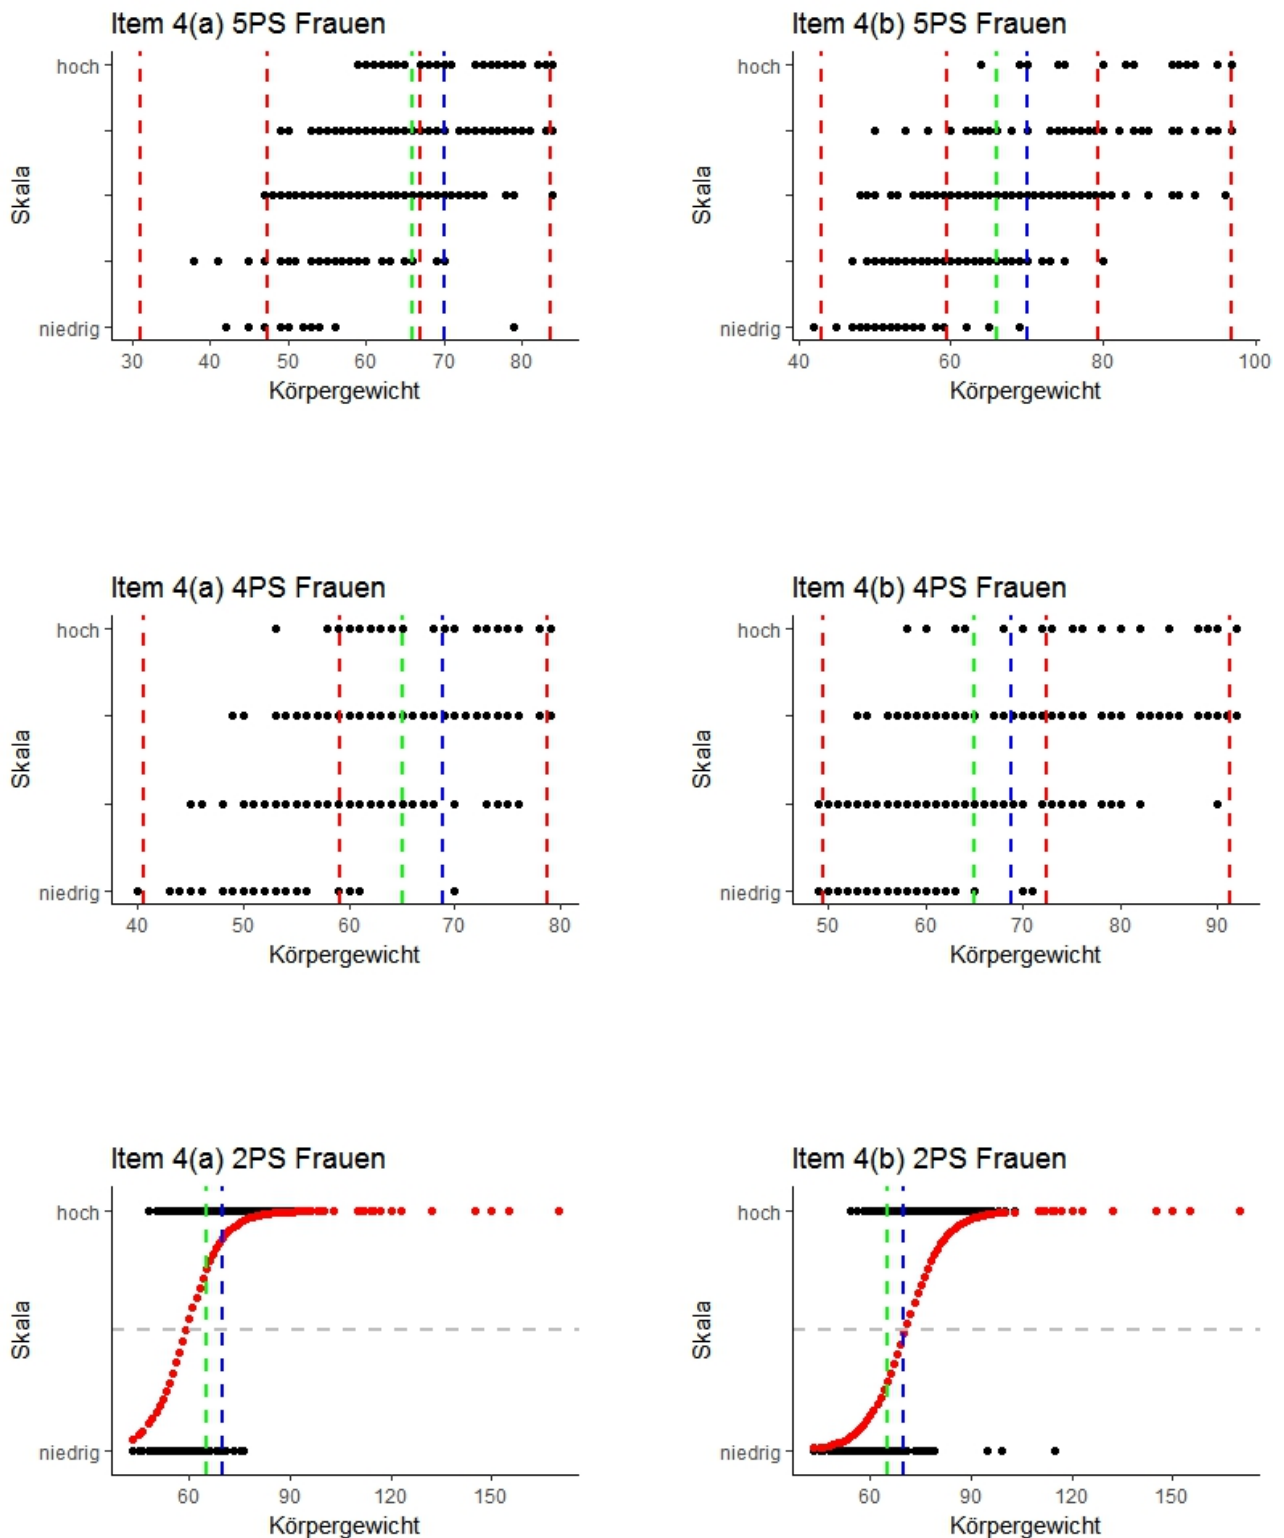 Item 4(a) 5PS Frauen
hoch
niedrig
Skala
30 40 50 60 70 80
Körpergewicht
Item 4(b) 5PS Frauen
hoch
niedrig
Skala
40 60 80 100
Körpergewicht
Item 4(a) 4PS Frauen
hoch
niedrig
Skala
40 50 60 70 80
Körpergewicht
Item 4(b) 4PS Frauen
hoch
niedrig
Skala
50 60 70 80 90
Körpergewicht
Item 4(a) 2PS Frauen
hoch
niedrig
Skala
60 90 120 150
Körpergewicht
Item 4(b) 2PS Frauen
hoch
niedrig
Skala
60 90 120 150
Körpergewicht